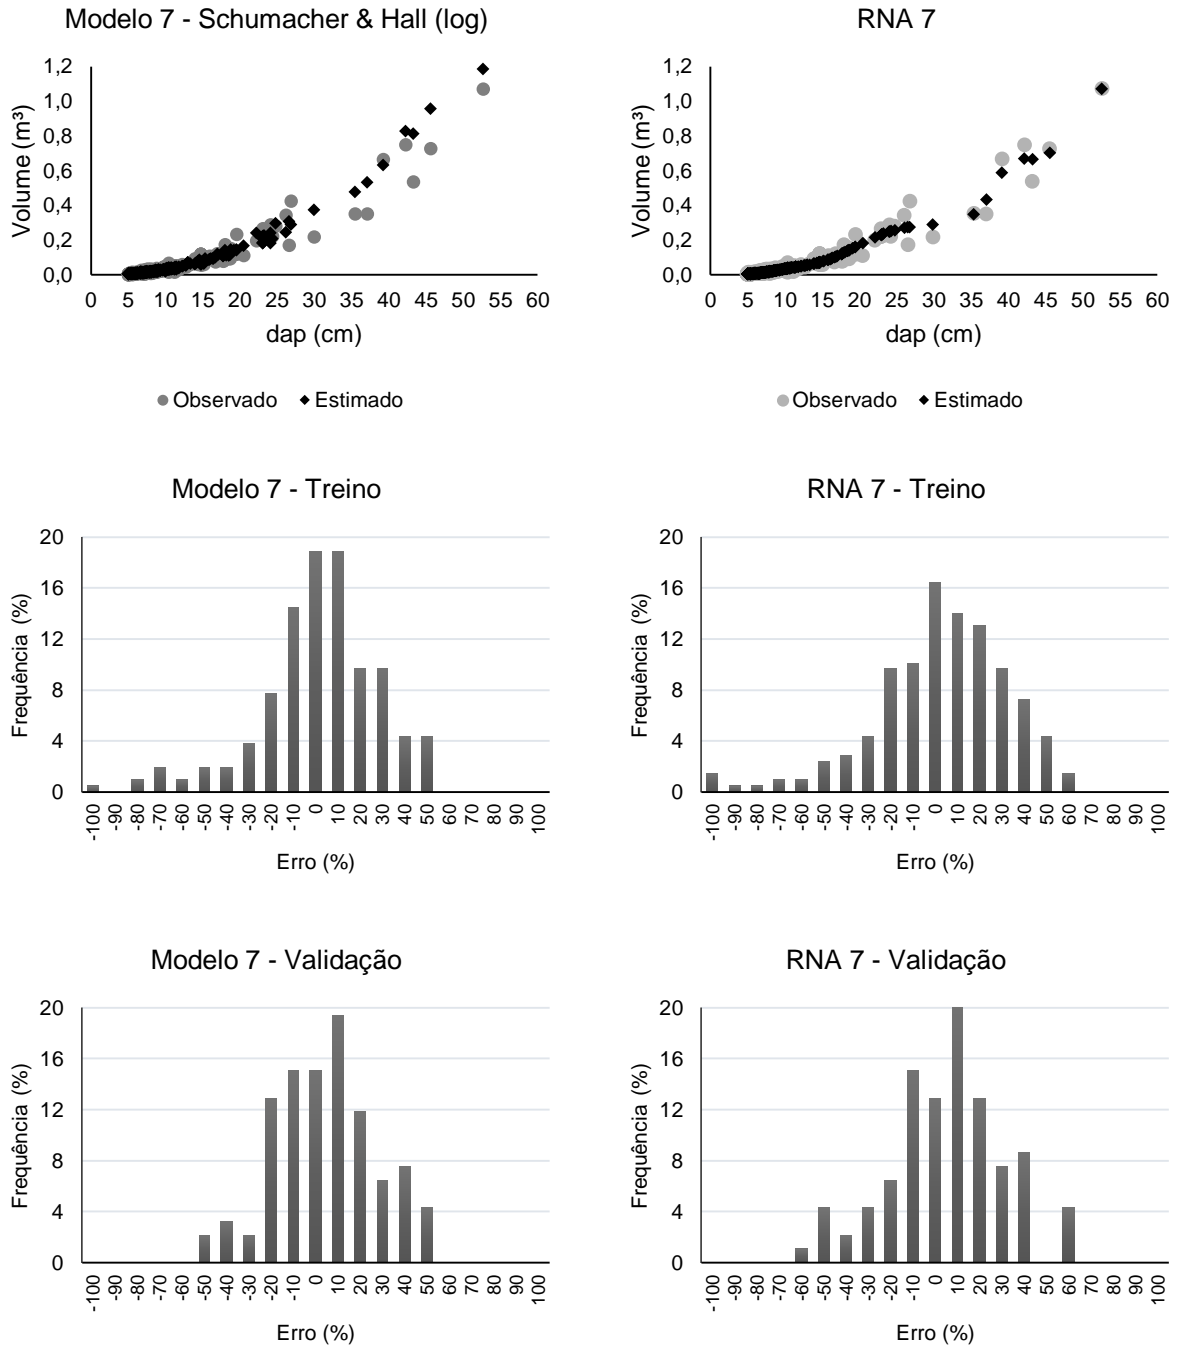 Modelo 7 - Schumacher & Hall (log)
Volume (m³)
1,2
1,0
0,8
0,6
0,4
0,2
0,0
0 5 10 15 20 25 30 35 40 45 50 55 60
dap (cm)
Observado Estimado
RNA 7
Volume (m³)
1,2
1,0
0,8
0,6
0,4
0,2
0,0
0 5 10 15 20 25 30 35 40 45 50 55 60
dap (cm)
Observado Estimado
Modelo 7 - Treino
Frequência (%)
20
16
12
8
4
0
-100 -90 -80 -70 -60 -50 -40 -30 -20 -10 0 10 20 30 40 50 60 70 80 90 100
Erro (%)
RNA 7 - Treino
Frequência (%)
20
16
12
8
4
0
-100 -90 -80 -70 -60 -50 -40 -30 -20 -10 0 10 20 30 40 50 60 70 80 90 100
Erro (%)
Modelo 7 - Validação
Frequência (%)
20
16
12
8
4
0
-100 -90 -80 -70 -60 -50 -40 -30 -20 -10 0 10 20 30 40 50 60 70 80 90 100
Erro (%)
RNA 7 - Validação
Frequência (%)
20
16
12
8
4
0
-100 -90 -80 -70 -60 -50 -40 -30 -20 -10 0 10 20 30 40 50 60 70 80 90 100
Erro (%)